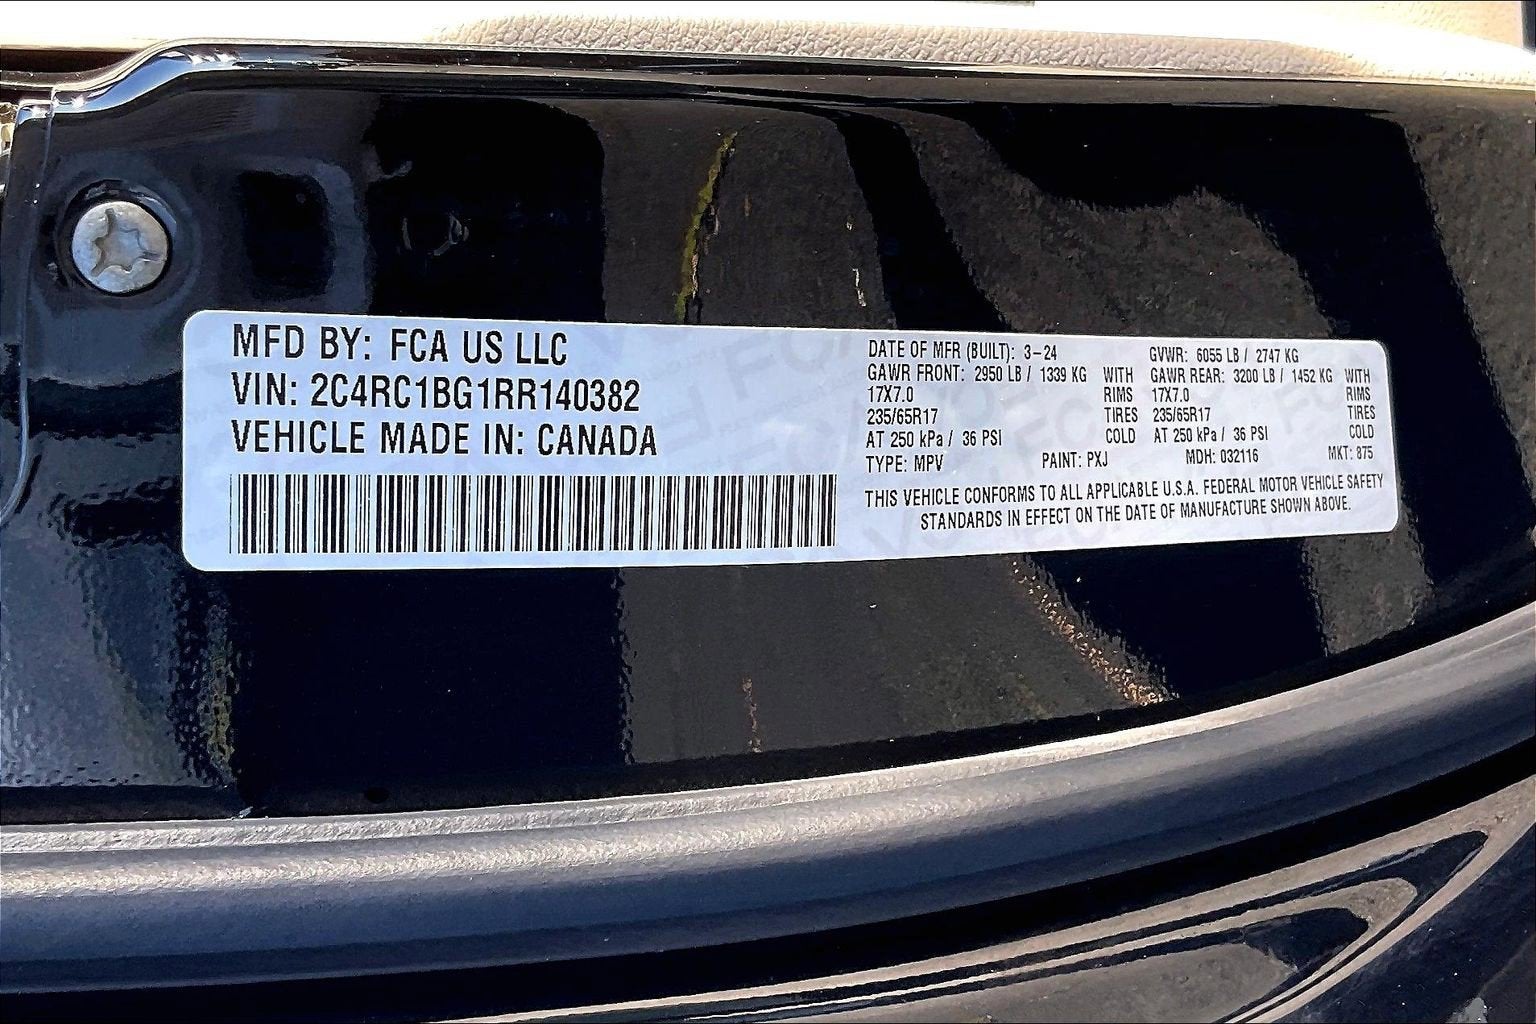 MFD BY: FCA US LLC
VIN: 2C4RC1BG1RR140382
VEHICLE MADE IN: CANADA
DATE OF MFR (BUILT): 3-24 GVWR: 6055 LB / 2747 KG
GAWR FRONT: 2950 LB / 1339 KG WITH GAWR REAR: 3200 LB / 1452 KG WITH
17X7.0 RIMS 17X7.0 RIMS
235/65R17 TIRES 235/65R17 TIRES
AT 250 kPa / 36 PSI COLD AT 250 kPa / 36 PSI COLD
TYPE: MPV PAINT: PXJ MDH: 032116 MKT: 875
THIS VEHICLE CONFORMS TO ALL APPLICABLE U.S.A. FEDERAL MOTOR VEHICLE SAFETY
STANDARDS IN EFFECT ON THE DATE OF MANUFACTURE SHOWN ABOVE.